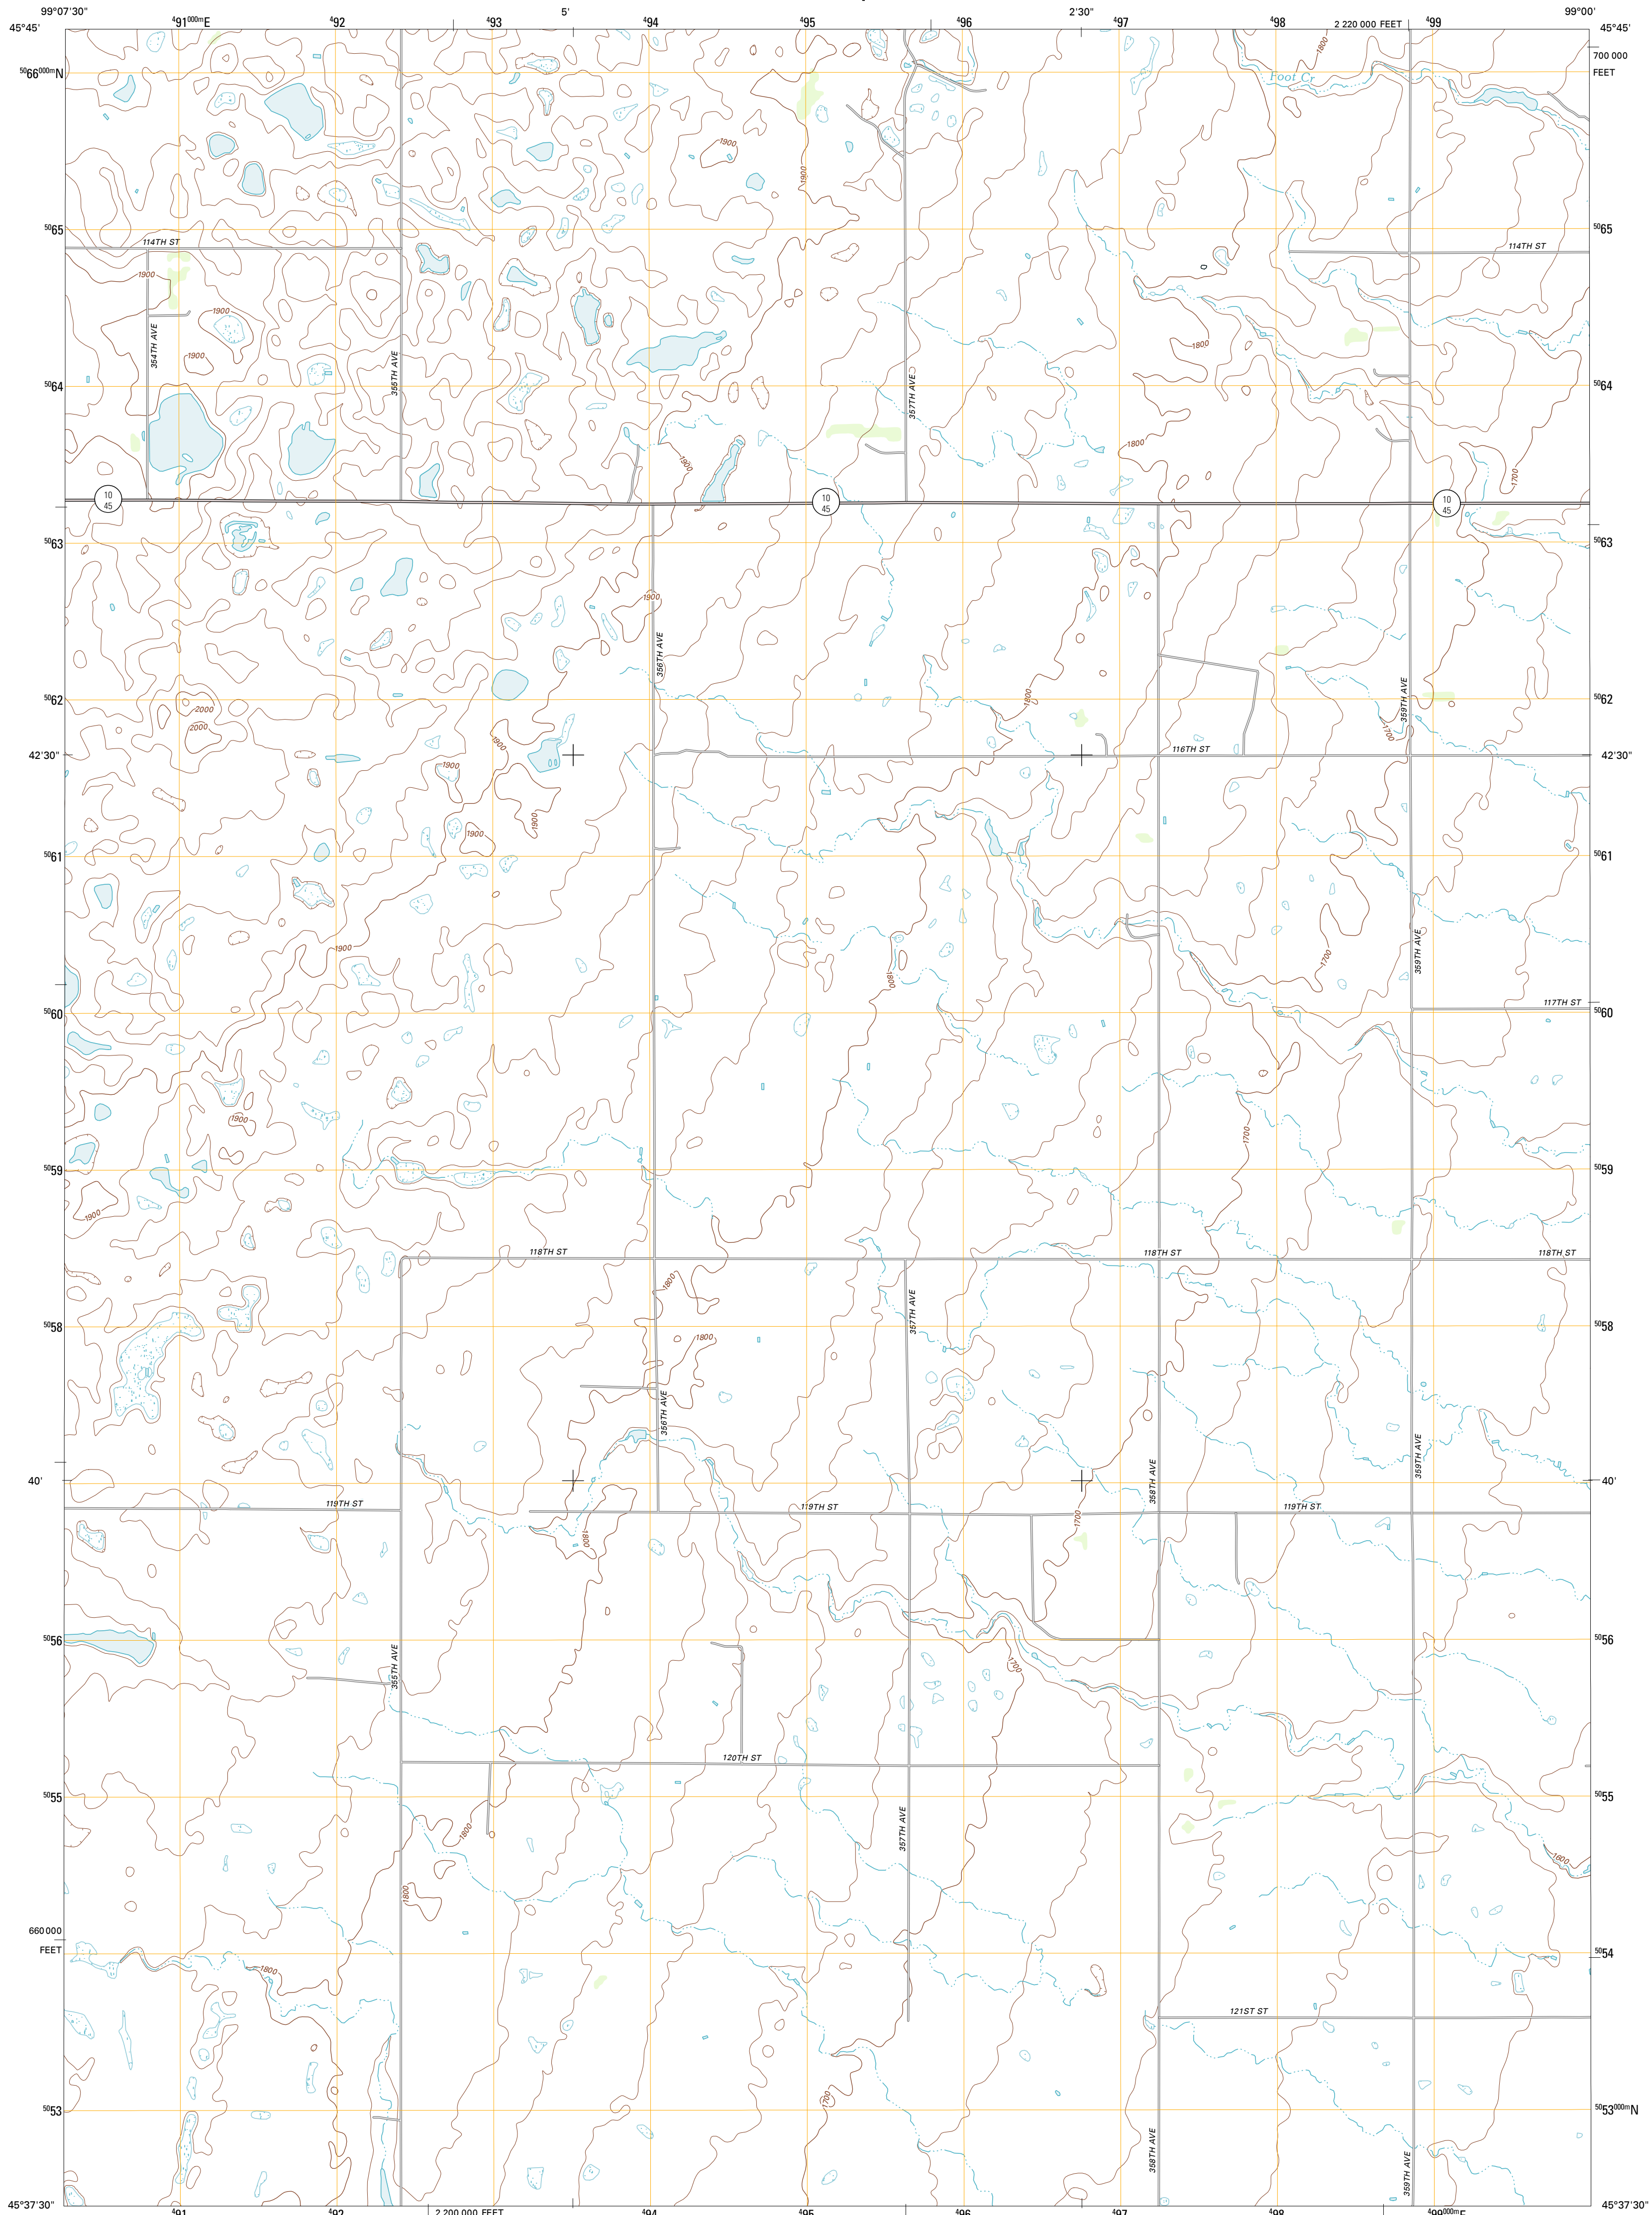 99°07'30" ⁴91⁰⁰⁰ᵐE ⁴92 ⁴93 5' ⁴94 ⁴95 ⁴96 2'30" ⁴97 ⁴98 2 220 000 FEET ⁴99 99°00'
45°45' 45°45'
⁵⁰66⁰⁰⁰ᵐN 1800 700 000
FEET
Foot Cr
1900
1900
⁵⁰65 ⁵⁰65
114TH ST 114TH ST
1900
1900
354TH AVE 1800
1900 355TH AVE
⁵⁰64 357TH AVE ⁵⁰64
1800
1900 1700
10
45
10
45
10
45
⁵⁰63 ⁵⁰63
1900
356TH AVE
⁵⁰62 1800 359TH AVE ⁵⁰62
2000
2000 1700
1900
42'30" 116TH ST 42'30"
1900
1900 1900
⁵⁰61 ⁵⁰61
1900 1700 359TH AVE
1800
⁵⁰60 117TH ST ⁵⁰60
1900
1700
⁵⁰59 ⁵⁰59
1900
118TH ST 118TH ST 118TH ST
1800
357TH AVE
⁵⁰58 ⁵⁰58
1800
356TH AVE
359TH AVE
40' 358TH AVE 40'
119TH ST 119TH ST 119TH ST
1800 1700
⁵⁰56 ⁵⁰56
355TH AVE 1700
120TH ST
⁵⁰55 ⁵⁰55
1800 357TH AVE
1600
1800
660 000
FEET
⁵⁰54
1800
121ST ST
1700
⁵⁰53 ⁵⁰53⁰⁰⁰ᵐN
358TH AVE 359TH AVE
45°37'30" 45°37'30"
⁴91 ⁴92 2 200 000 FEET ⁴94 ⁴95 ⁴96 ⁴97 ⁴98 ⁴99⁰⁰⁰ᵐE